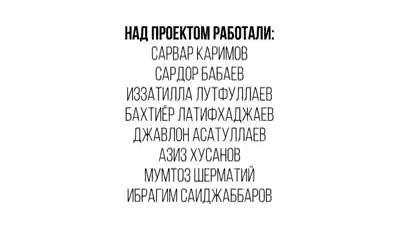 НАД ПРОЕКТОМ РАБОТАЛИ:
САРВАР КАРИМОВ
САРДОР БАБАЕВ
ИЗЗАТИЛЛА ЛУТФУЛЛАЕВ
БАХТИЁР ЛАТИФХАДЖАЕВ
ДЖАВЛОН АСАТУЛЛАЕВ
АЗИЗ ХУСАНОВ
МУМТОЗ ШЕРМАТИЙ
ИБРАГИМ САИДЖАББАРОВ